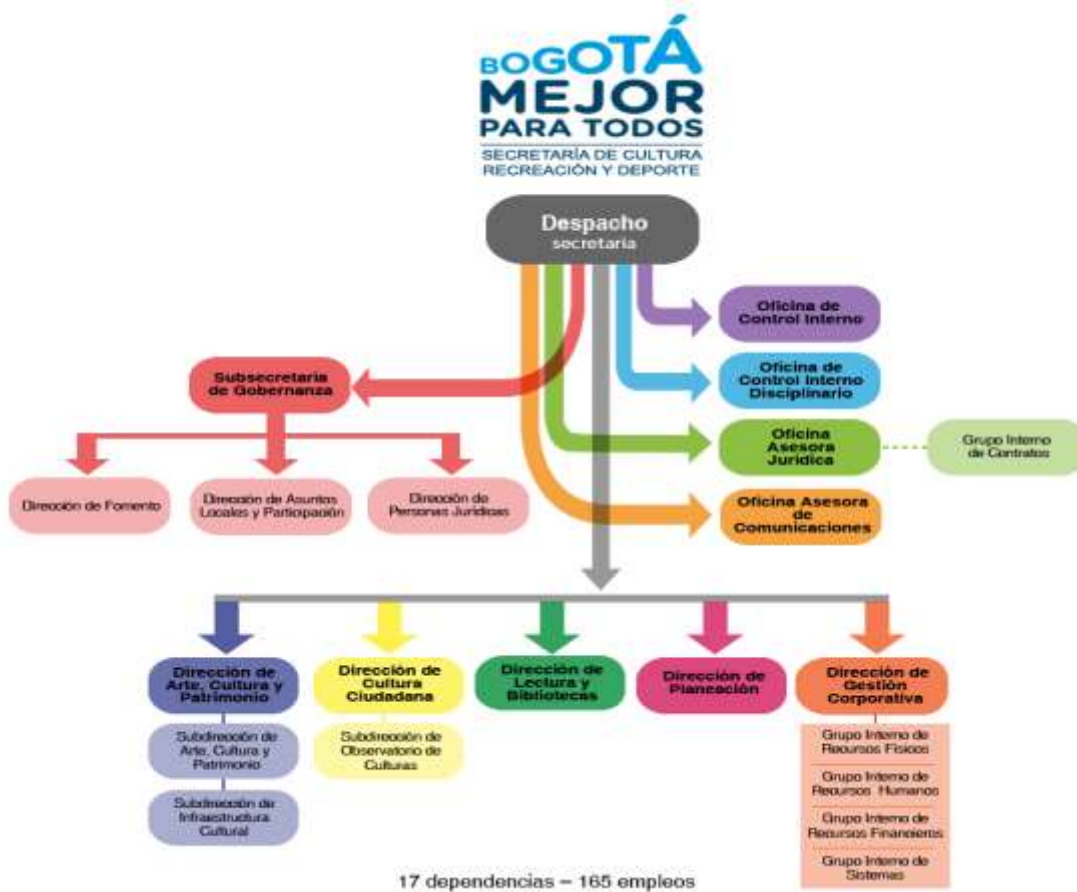 BOGOTÁ
MEJOR
PARA TODOS
SECRETARÍA DE CULTURA
RECREACIÓN Y DEPORTE
Despacho
secretaria
Oficina de
Control Interno
Oficina de
Control Interno
Disciplinario
Subsecretaria
de Gobernanza
Oficina
Asesora
Jurídica
Grupo Interno
de Contratos
Dirección de Fomento
Dirección de Asuntos
Locales y Participación
Dirección de
Personas Jurídicas
Oficina Asesora
de
Comunicaciones
Dirección de
Arte, Cultura y
Patrimonio
Dirección de
Cultura
Ciudadana
Dirección de
Lectura y
Bibliotecas
Dirección de
Planeación
Dirección de
Gestión
Corporativa
Subdirección de
Arte, Cultura y
Patrimonio
Subdirección de
Observatorio de
Culturas
Grupo Interno de
Recursos Físicos
Grupo Interno de
Recursos Humanos
Subdirección de
Infraestructura
Cultural
Grupo Interno de
Recursos Financieros
Grupo Interno de
Sistemas
17 dependencias – 165 empleos